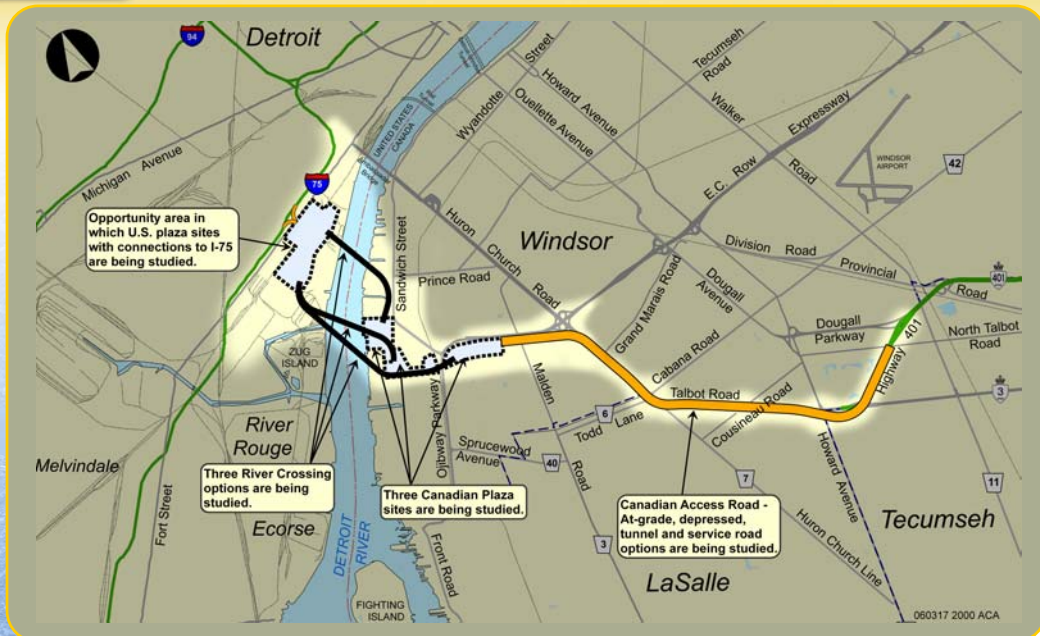 94
Detroit
Michigan Avenue
75
Opportunity area in
which U.S. plaza sites
with connections to I-75
are being studied.
UNITED STATES
CANADA
Ambassador
Bridge
Wyandotte Street
Howard Avenue
Ouellette Avenue
Tecumseh
Road
Walker Road
E.C. Row Expressway
WINDSOR
AIRPORT
42
Huron Church Road
Windsor
Sandwich Street
Prince Road
Grand Marais Road
Dougall
Avenue
Division Road
Provincial Road
401
Dougall
Parkway
Highway 401
North Talbot
Road
Cabana Road
Talbot Road
Cousineau Road
3
ZUG
ISLAND
River
Rouge
Melvindale
Fort Street
Three River Crossing
options are being
studied.
Ecorse
DETROIT
RIVER
FIGHTING
ISLAND
Three Canadian Plaza
sites are being studied.
Ojibway Parkway
Front Road
Sprucewood
Avenue
40
Malden Road
6
Todd Lane
3
7
Huron Church Line
Howard Avenue
11
Canadian Access Road -
At-grade, depressed,
tunnel and service road
options are being studied.
Tecumseh
LaSalle
060317 2000 ACA